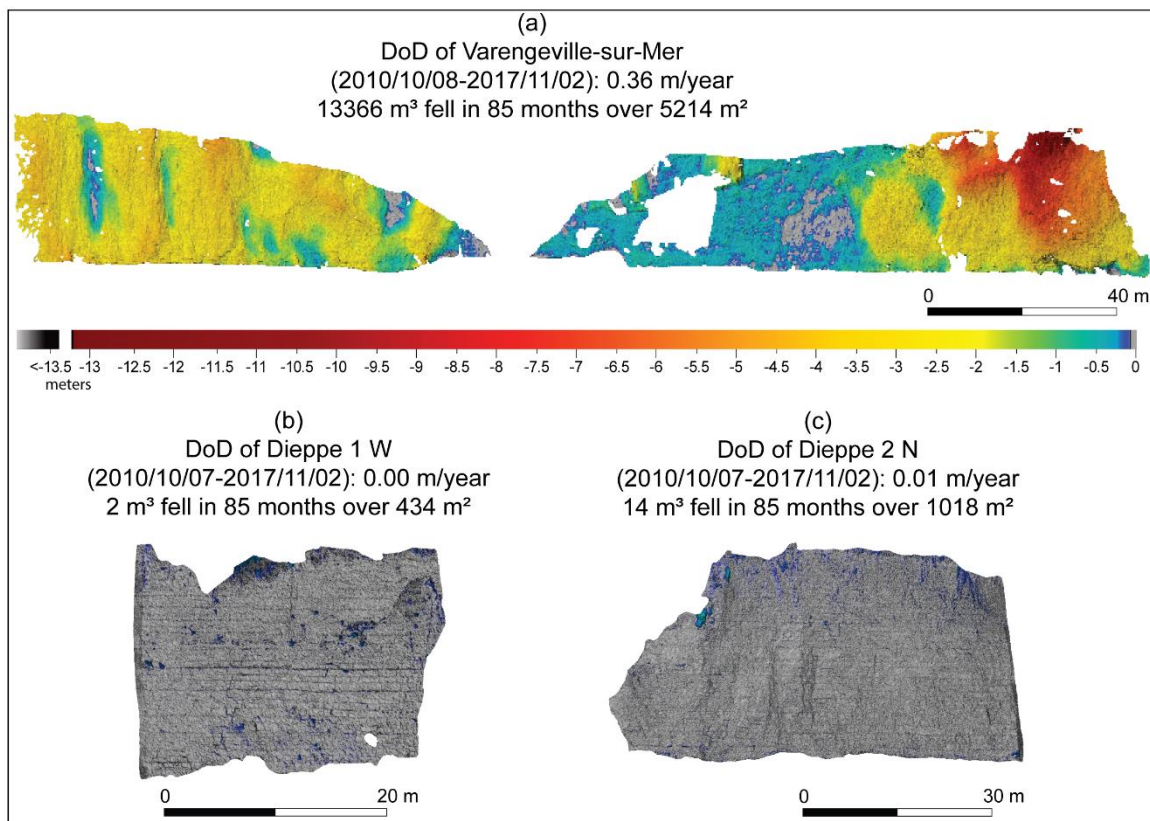 (a)
DoD of Varengeville-sur-Mer
(2010/10/08-2017/11/02): 0.36 m/year
13366 m³ fell in 85 months over 5214 m²
0 40 m
<-13.5 -13 -12.5 -12 -11.5 -11 -10.5 -10 -9.5 -9 -8.5 -8 -7.5 -7 -6.5 -6 -5.5 -5 -4.5 -4 -3.5 -3 -2.5 -2 -1.5 -1 -0.5 0
meters
(b)
DoD of Dieppe 1 W
(2010/10/07-2017/11/02): 0.00 m/year
2 m³ fell in 85 months over 434 m²
0 20 m
(c)
DoD of Dieppe 2 N
(2010/10/07-2017/11/02): 0.01 m/year
14 m³ fell in 85 months over 1018 m²
0 30 m